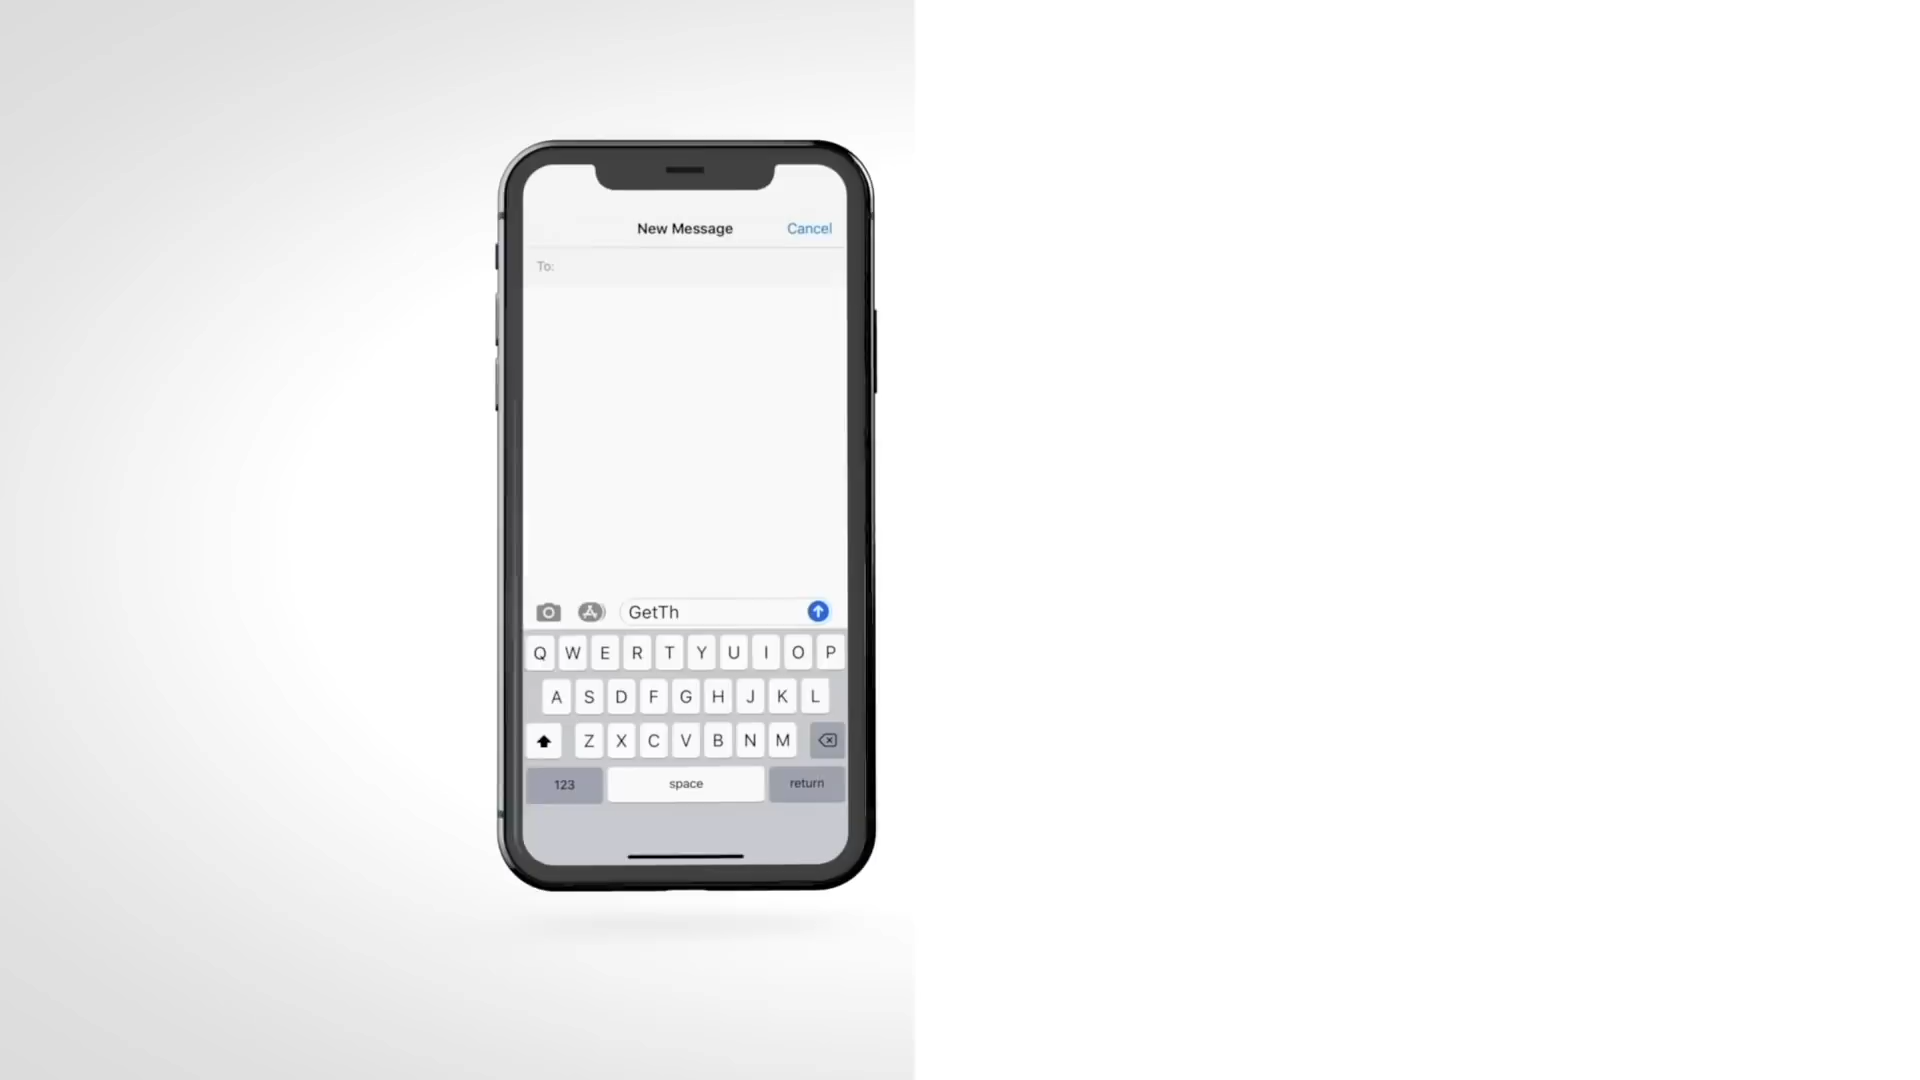 New Message Cancel
To:
GetTh
Q W E R T Y U I O P
A S D F G H J K L
Z X C V B N M
123 space return